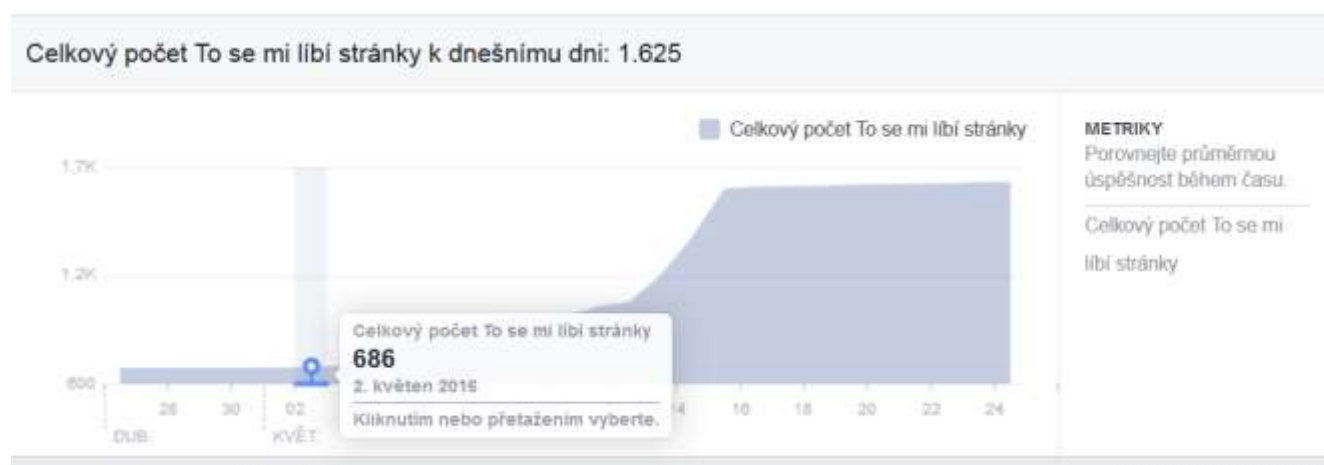 Celkový počet To se mi líbí stránky k dnešnímu dni: 1.625
Celkový počet To se mi líbí stránky
METRIKY
Porovnejte průměrnou
úspěšnost během času.
Celkový počet To se mi
líbí stránky
1.7K
1.2K
600
Celkový počet To se mi líbí stránky
686
2. květen 2016
Kliknutím nebo přetažením vyberte.
28 30 02 14 16 18 20 22 24
DUB. KVĚT.